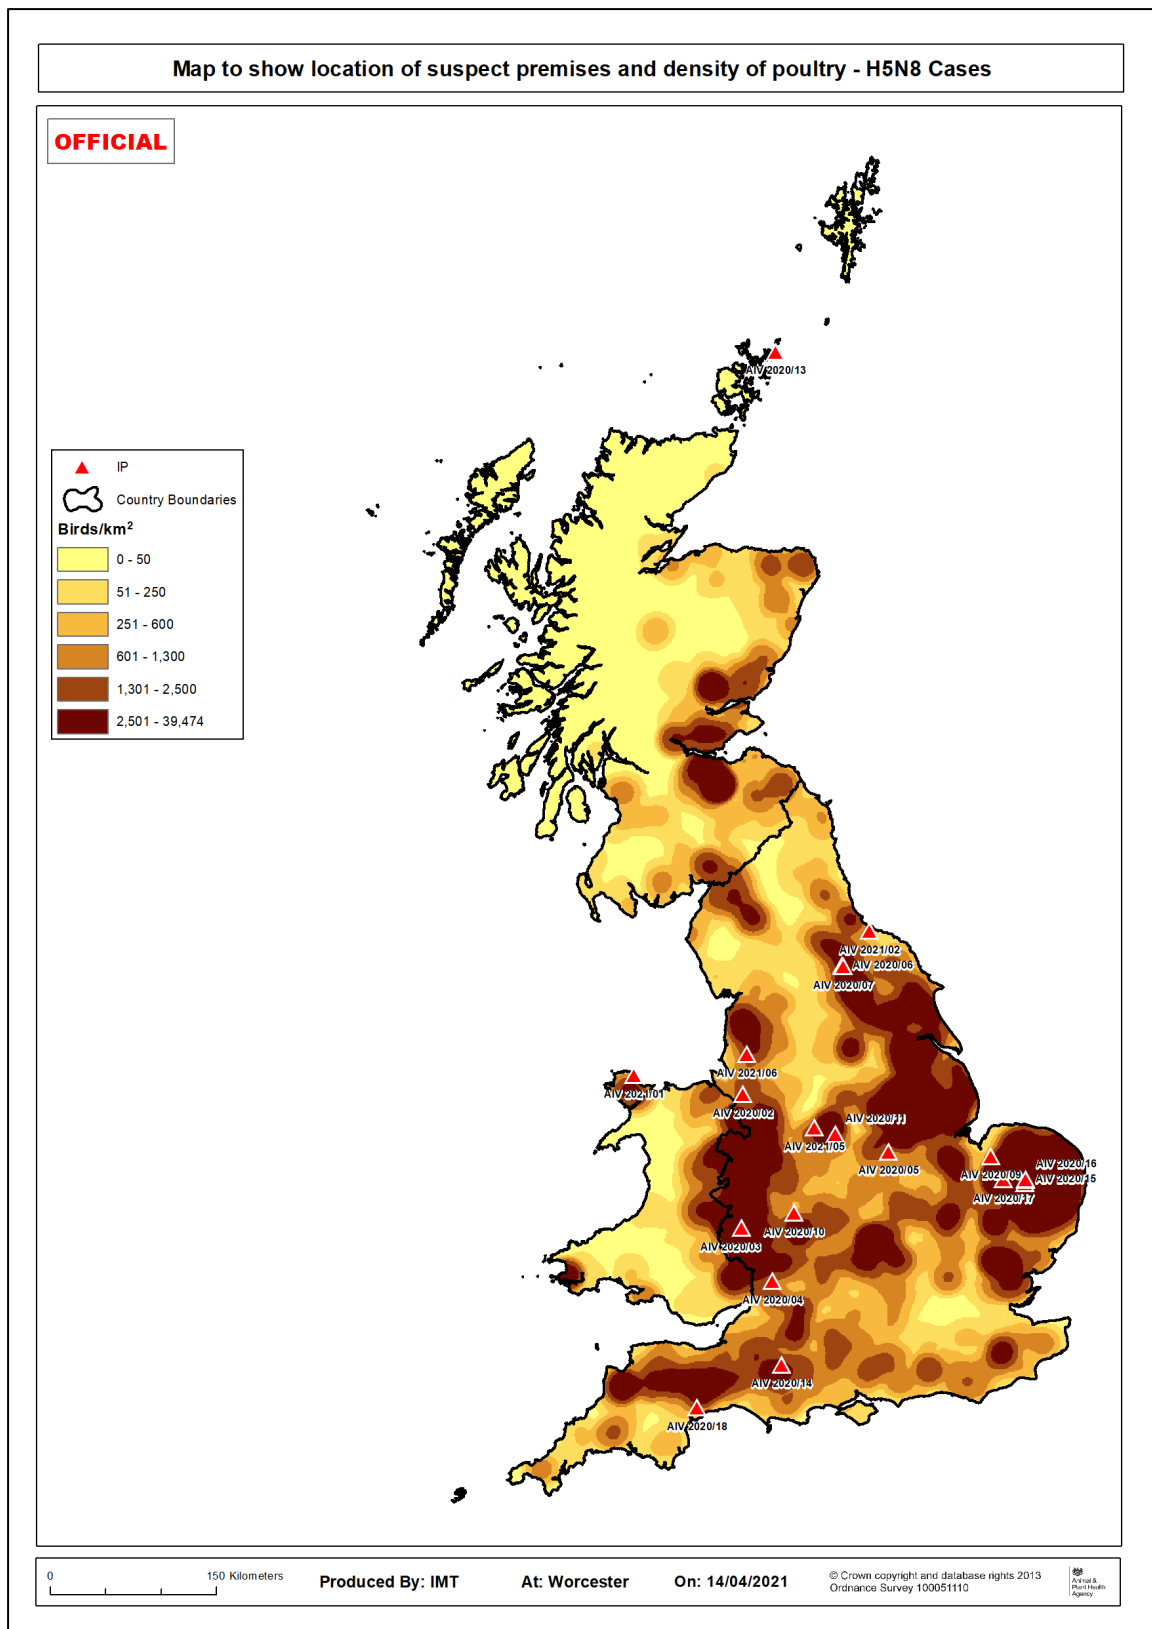 Map to show location of suspect premises and density of poultry - H5N8 Cases
OFFICIAL
AIV 2020/13
IP
Country Boundaries
Birds/km²
0 - 50
51 - 250
251 - 600
601 - 1,300
1,301 - 2,500
2,501 - 39,474
AIV 2021/02
AIV 2020/06
AIV 2020/07
AIV 2021/06
AIV 2021/01
AIV 2020/02
AIV 2020/11
AIV 2021/05
AIV 2020/05
AIV 2020/16
AIV 2020/09
AIV 2020/15
AIV 2020/17
AIV 2020/10
AIV 2020/03
AIV 2020/04
AIV 2020/14
AIV 2020/18
0 150 Kilometers
Produced By: IMT At: Worcester On: 14/04/2021
© Crown copyright and database rights 2013
Ordnance Survey 100051110
Animal &
Plant Health
Agency